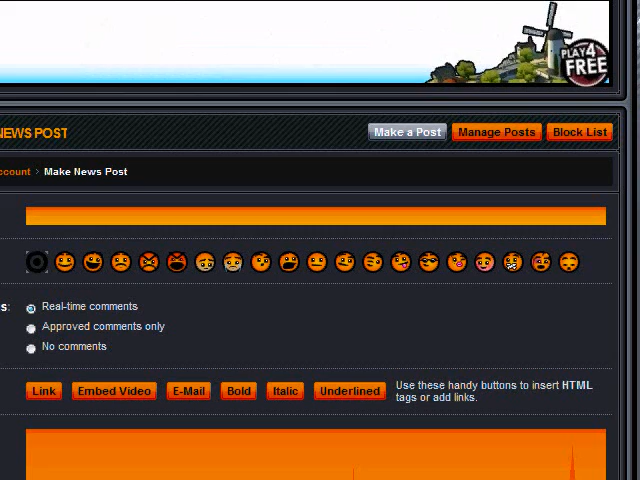 PLAY4
FREE
NEWS POST
Make a Post
Manage Posts
Block List
ccount > Make News Post
s:
Real-time comments
Approved comments only
No comments
Link
Embed Video
E-Mail
Bold
Italic
Underlined
Use these handy buttons to insert HTML
tags or add links.